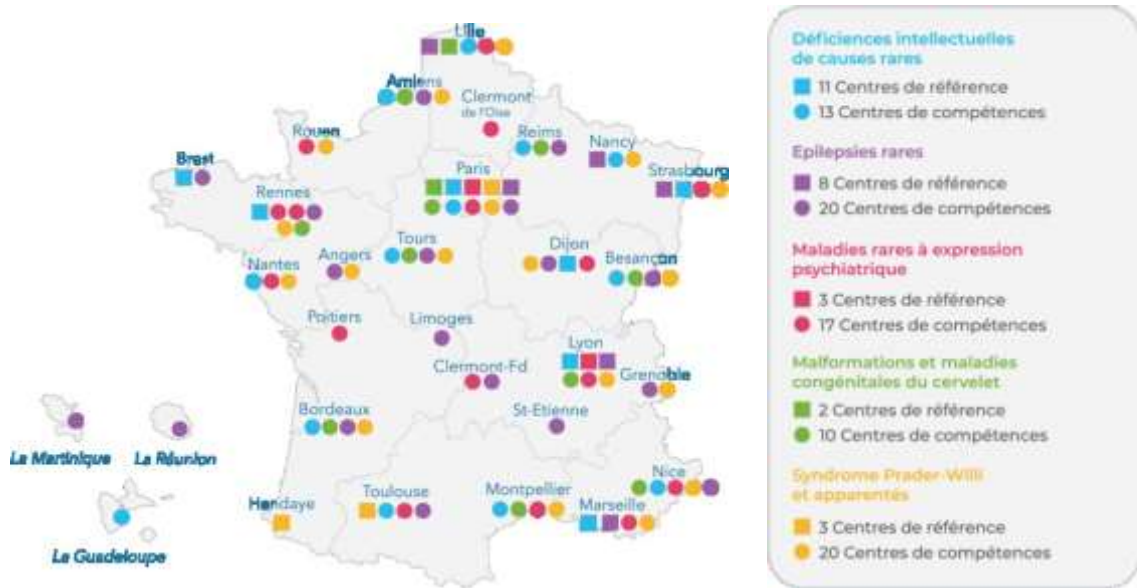 Lille
Amiens
Clermont
de l'Oise
Rouen
Reims
Nancy
Brest
Paris
Strasbourg
Rennes
Tours
Dijon
Angers
Besançon
Nantes
Poitiers
Limoges
Lyon
Clermont-Fd
Grenoble
Bordeaux
St-Etienne
La Martinique
La Réunion
Nice
Hendaye
Toulouse
Montpellier
Marseille
La Guadeloupe
Déficiences intellectuelles
de causes rares
11 Centres de référence
13 Centres de compétences
Epilepsies rares
8 Centres de référence
20 Centres de compétences
Maladies rares à expression
psychiatrique
3 Centres de référence
17 Centres de compétences
Malformations et maladies
congénitales du cervelet
2 Centres de référence
10 Centres de compétences
Syndrome Prader-Willi
et apparentés
3 Centres de référence
20 Centres de compétences